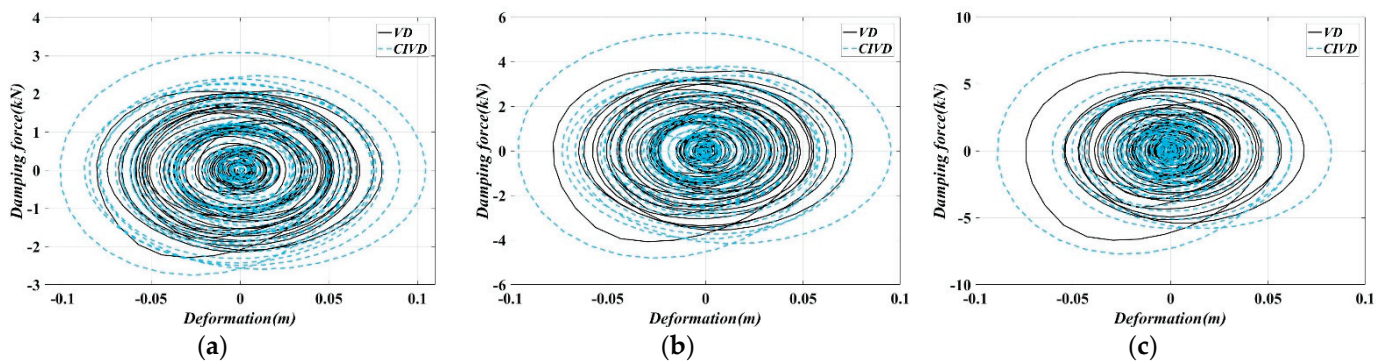 4
3
2
1
0
-1
-2
-3
-0.1
-0.05
0
0.05
0.1
Damping force(kN)
Deformation(m)
VD
CIVD
(a)
6
4
2
0
-2
-4
-6
-0.1
-0.05
0
0.05
0.1
Damping force(kN)
Deformation(m)
VD
CIVD
(b)
10
5
0
-5
-10
-0.1
-0.05
0
0.05
0.1
Damping force(kN)
Deformation(m)
VD
CIVD
(c)